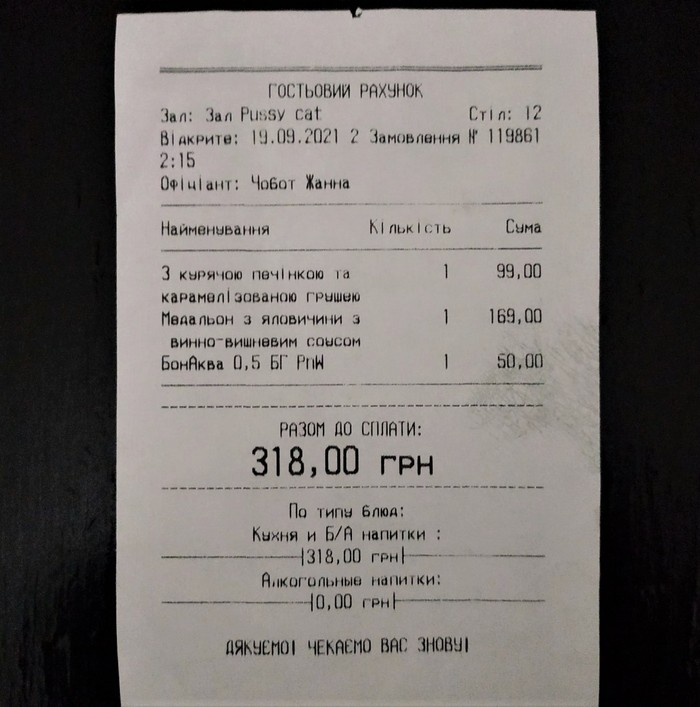 ГОСТЬОВИЙ РАХУНОК
Зал: Зал Pussy cat Стіл: 12
Відкрите: 19.09.2021 2 Замовлення № 119861
2:15
Офіціант: Чобот Жанна
Найменування Кількість Сума
З курячою печінкою та 1 99,00
карамелізованою грушею
Медальон з яловичини з 1 169,00
винно-вишневим соусом
БонАква 0,5 БГ РпW 1 50,00
РАЗОМ ДО СПЛАТИ:
318,00 ГРН
По типу блюд:
Кухня и Б/А напитки :
318,00 грн
Алкогольные напитки:
0,00 грн
ДЯКУЄМО! ЧЕКАЄМО ВАС ЗНОВУ!